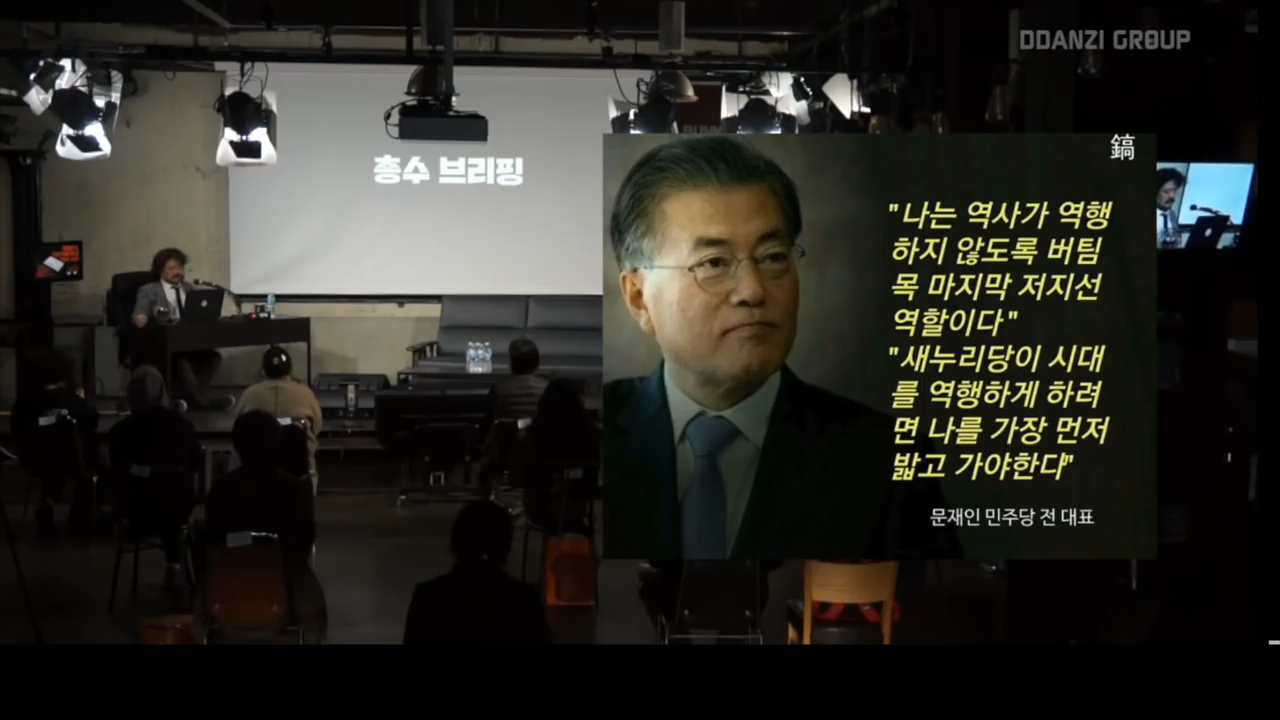 DDANZI GROUP
총수 브리핑
鎬
"나는 역사가 역행
하지 않도록 버팀
목 마지막 저지선
역할이다"
"새누리당이 시대
를 역행하게 하려
면 나를 가장 먼저
밟고 가야한다"
문재인 민주당 전 대표